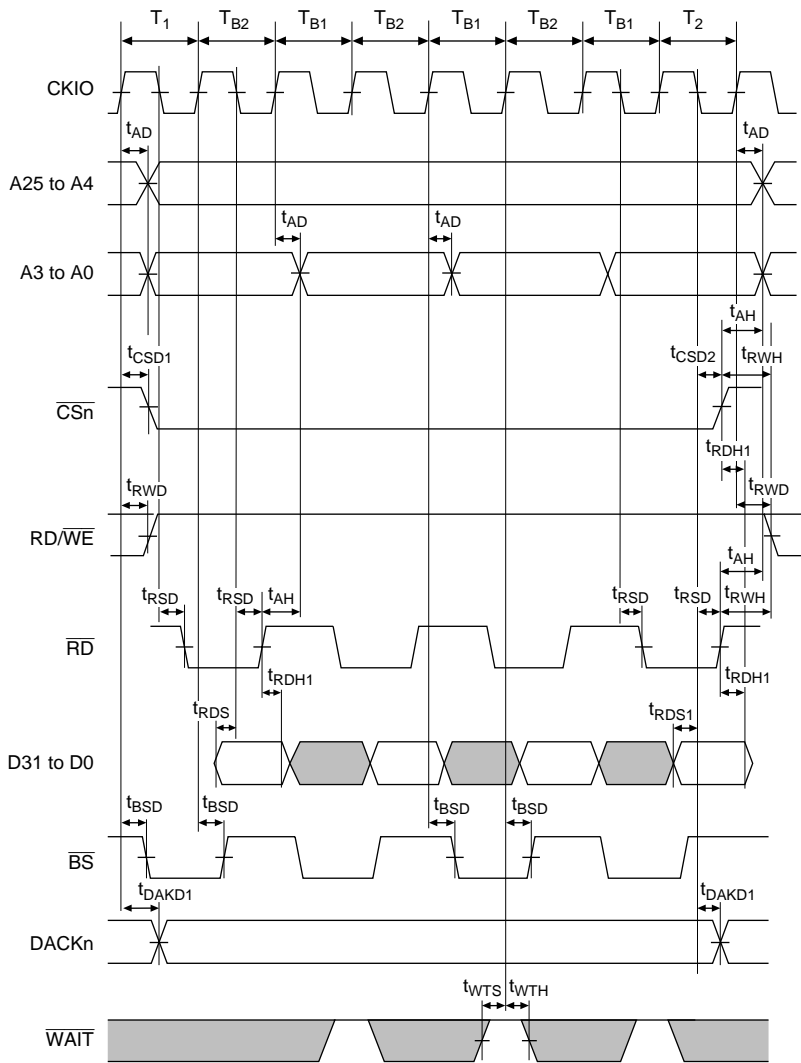 T1 TB2 TB1 TB2 TB1 TB2 TB1 T2
CKIO
tAD tAD
A25 to A4
tAD tAD
A3 to A0
tAH
tCSD1 tCSD2 tRWH
CSn
tRDH1
tRWD tRWD
RD/WE
tAH
tRSD tRSD tAH tRSD tRSD tRWH
RD
tRDH1 tRDH1
tRDS tRDS1
D31 to D0
tBSD tBSD tBSD tBSD
BS
tDAKD1 tDAKD1
DACKn
tWTS tWTH
WAIT